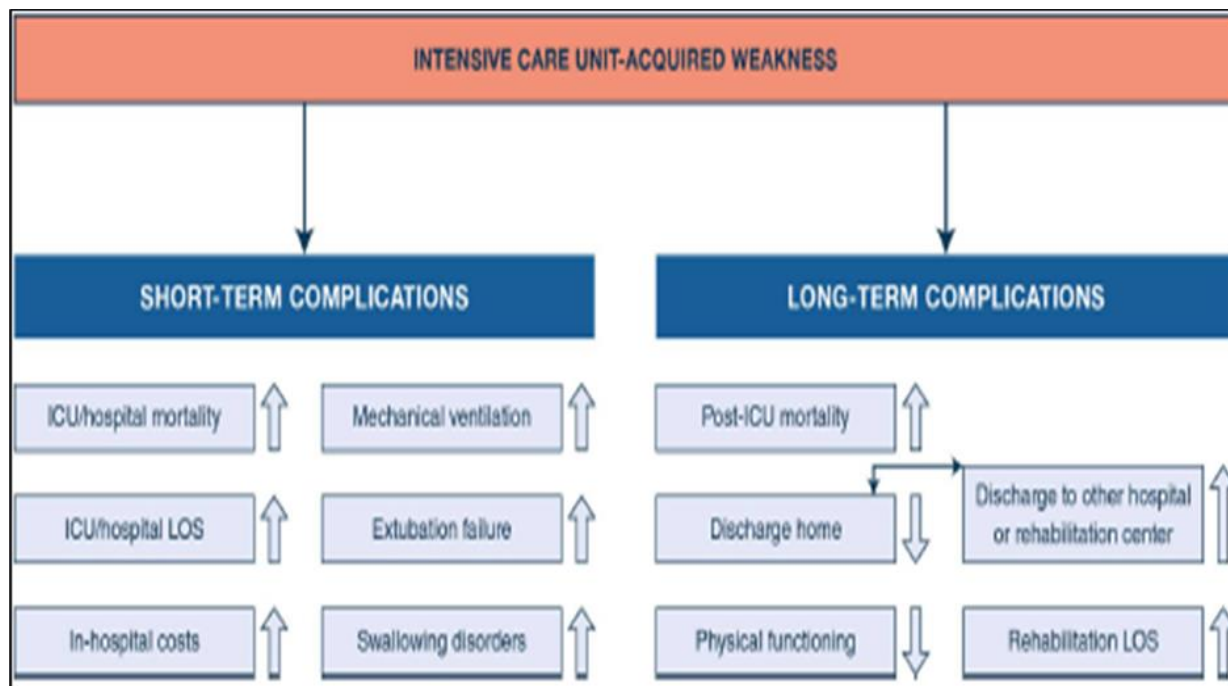 INTENSIVE CARE UNIT-ACQUIRED WEAKNESS
SHORT-TERM COMPLICATIONS
LONG-TERM COMPLICATIONS
ICU/hospital mortality
Mechanical ventilation
Post-ICU mortality
ICU/hospital LOS
Extubation failure
Discharge home
Discharge to other hospital
or rehabilitation center
In-hospital costs
Swallowing disorders
Physical functioning
Rehabilitation LOS